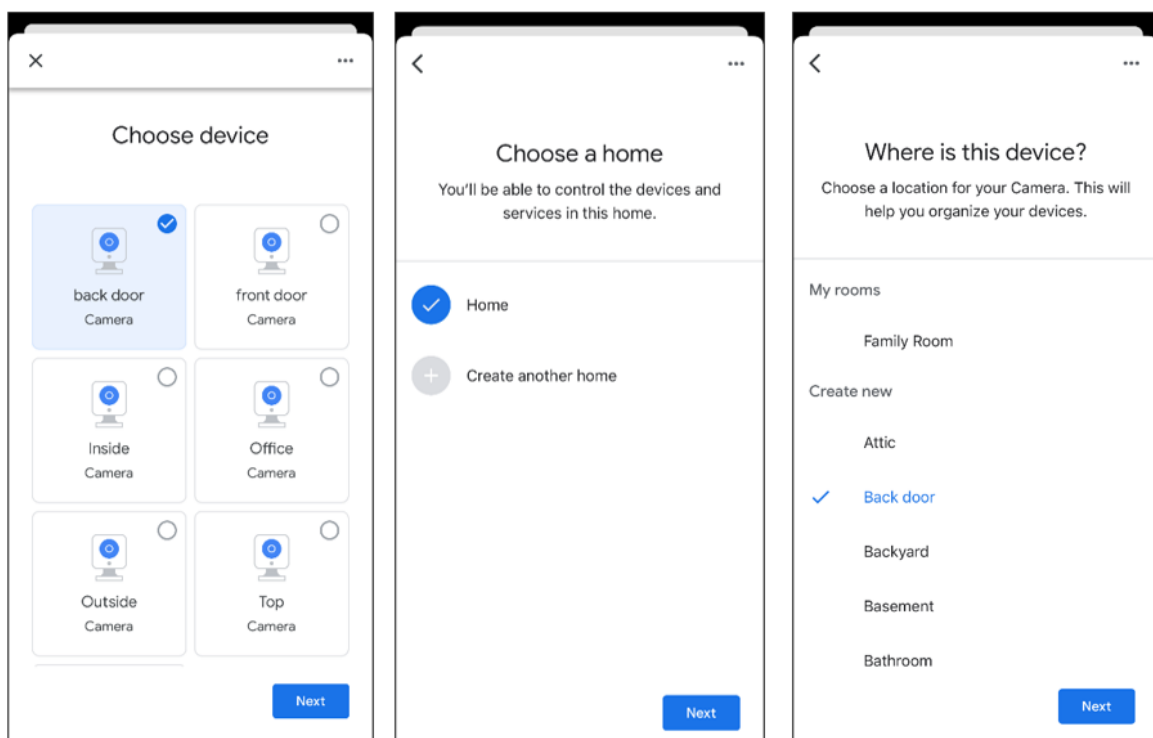 Choose device
back door
Camera
front door
Camera
Inside
Camera
Office
Camera
Outside
Camera
Top
Camera
Next
Choose a home
You'll be able to control the devices and
services in this home.
Home
Create another home
Next
Where is this device?
Choose a location for your Camera. This will
help you organize your devices.
My rooms
Family Room
Create new
Attic
Back door
Backyard
Basement
Bathroom
Next